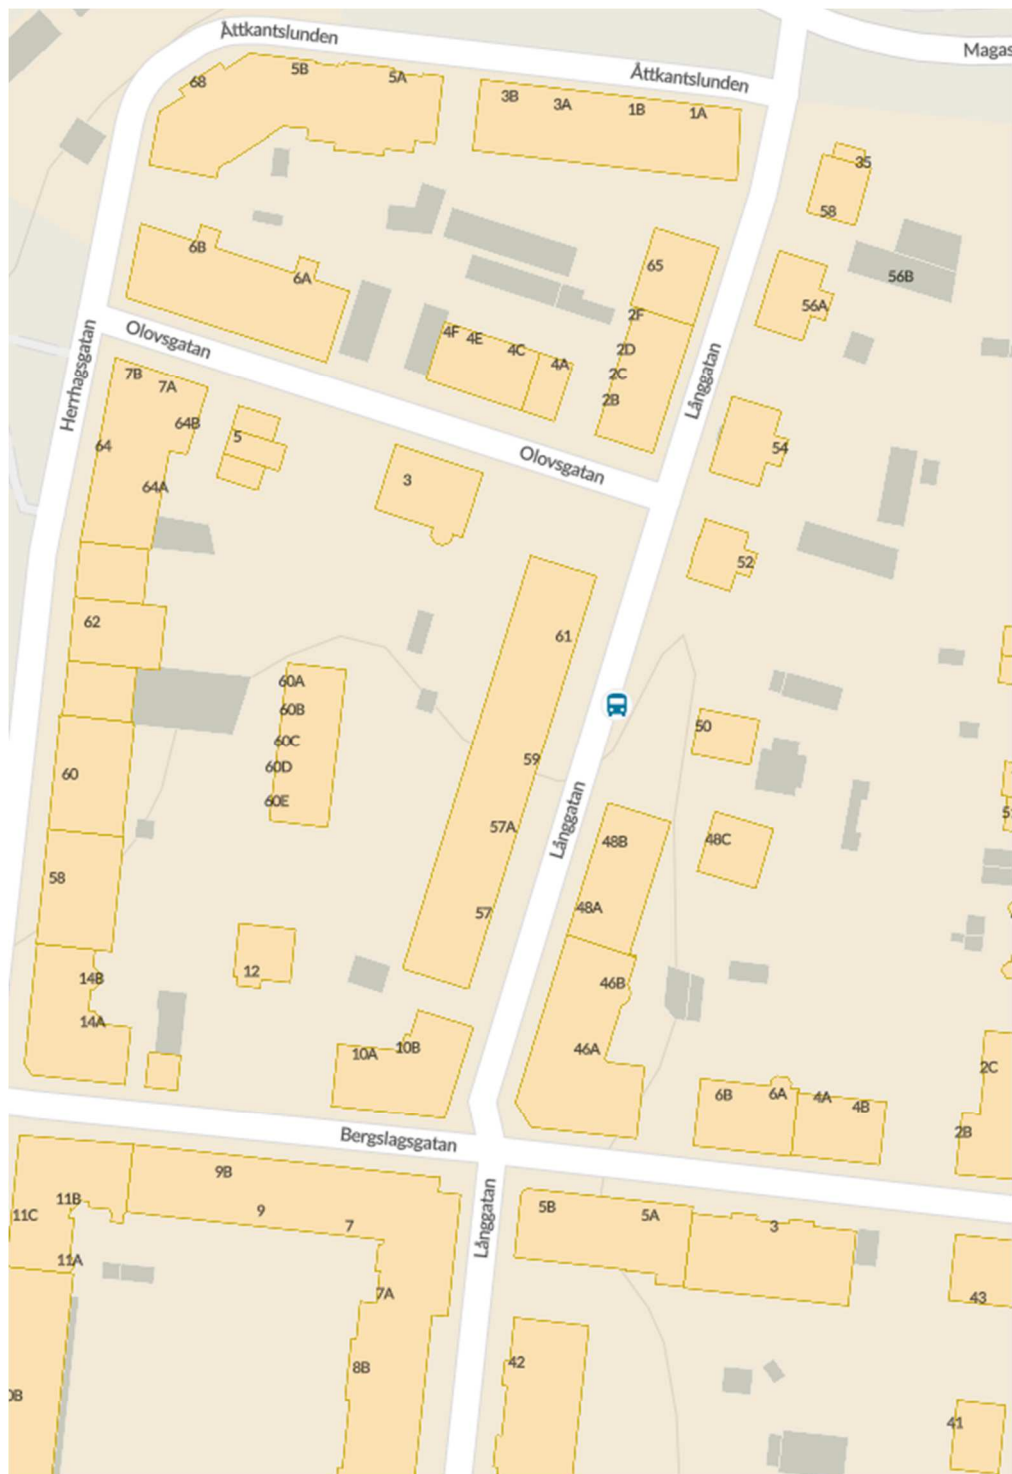 Åttkantslunden
Magas
68
5B
5A
Åttkantslunden
3B
3A
1B
1A
35
58
6B
6A
65
56B
56A
2F
Olovsgatan
4F
4E
4C
4A
2D
2C
2B
Herrhagsgatan
Långgatan
7B
7A
64B
64
5
64A
3
Olovsgatan
54
52
62
61
60A
60B
60C
60D
60E
60
59
50
57A
Långgatan
48B
48C
58
57
48A
14B
12
46B
14A
10A
10B
46A
6B
6A
4A
4B
2C
2B
Bergslagsgatan
9B
11B
11C
9
7
11A
7A
Långgatan
5B
5A
3
43
8B
42
0B
41